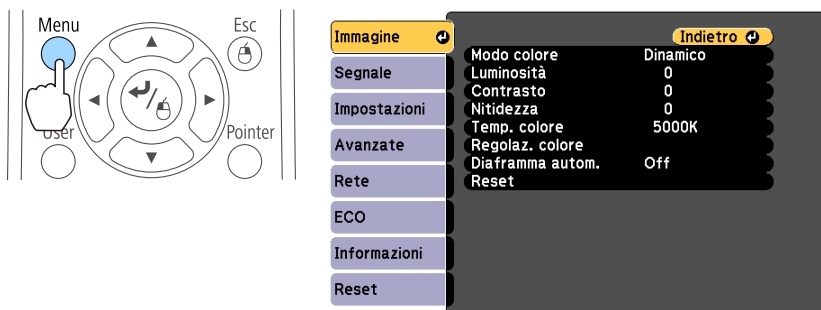 Menu
Esc
User
Pointer
Immagine
Segnale
Impostazioni
Avanzate
Rete
ECO
Informazioni
Reset
Indietro
Modo colore Dinamico
Luminosità 0
Contrasto 0
Nitidezza 0
Temp. colore 5000K
Regolaz. colore
Diaframma autom. Off
Reset